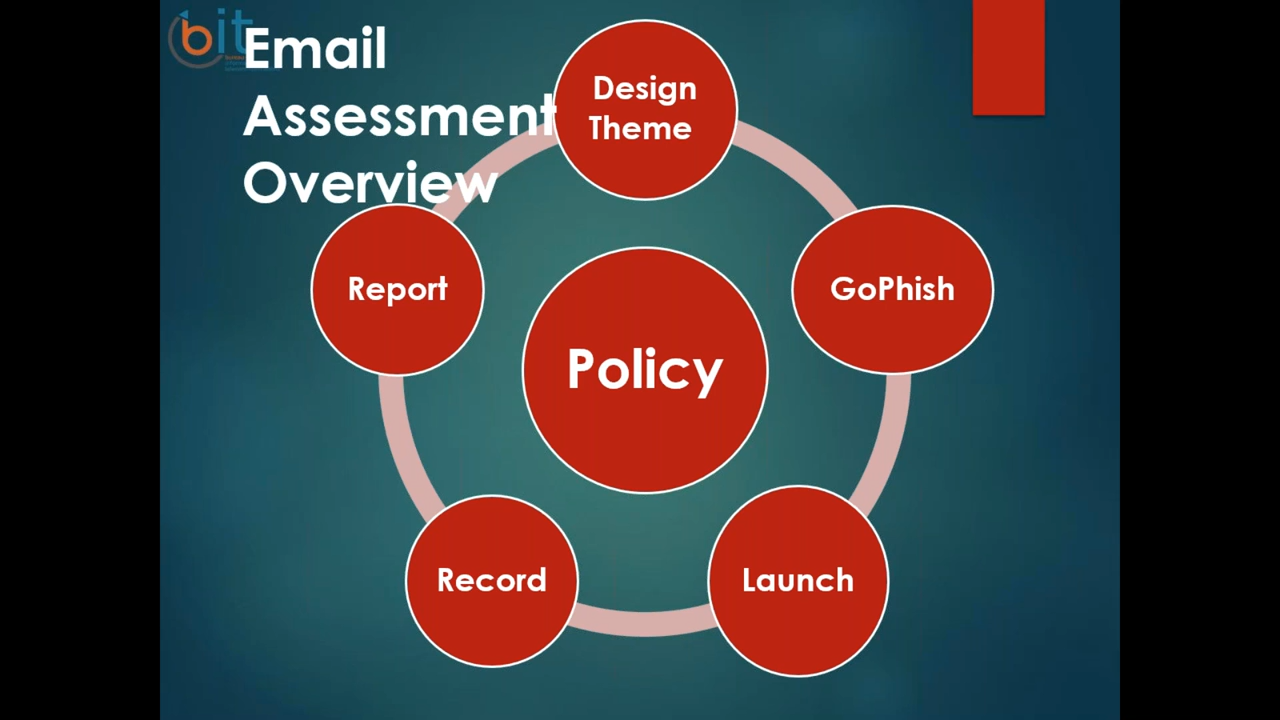 bit
Email
Assessment
Overview
Design
Theme
GoPhish
Launch
Record
Report
Policy